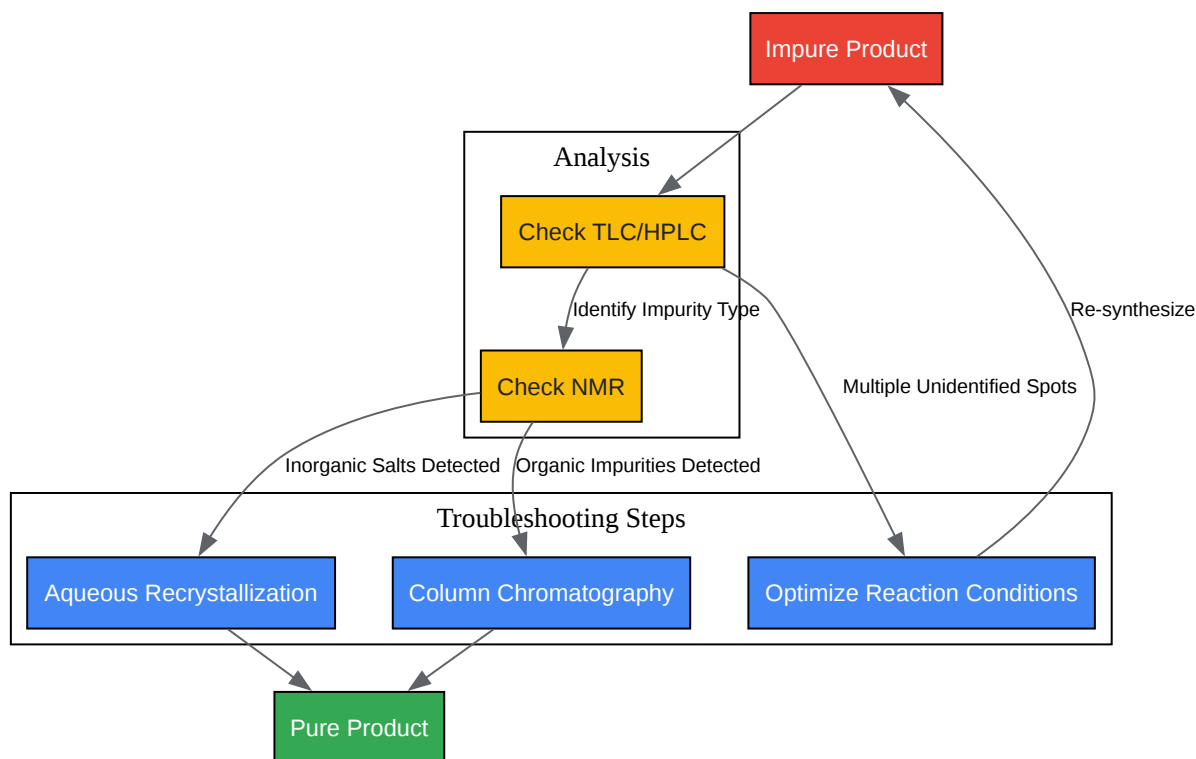 Impure Product
Analysis
Check TLC/HPLC
Identify Impurity Type
Re-synthesize
Check NMR
Multiple Unidentified Spots
Inorganic Salts Detected
Organic Impurities Detected
Troubleshooting Steps
Aqueous Recrystallization
Column Chromatography
Optimize Reaction Conditions
Pure Product